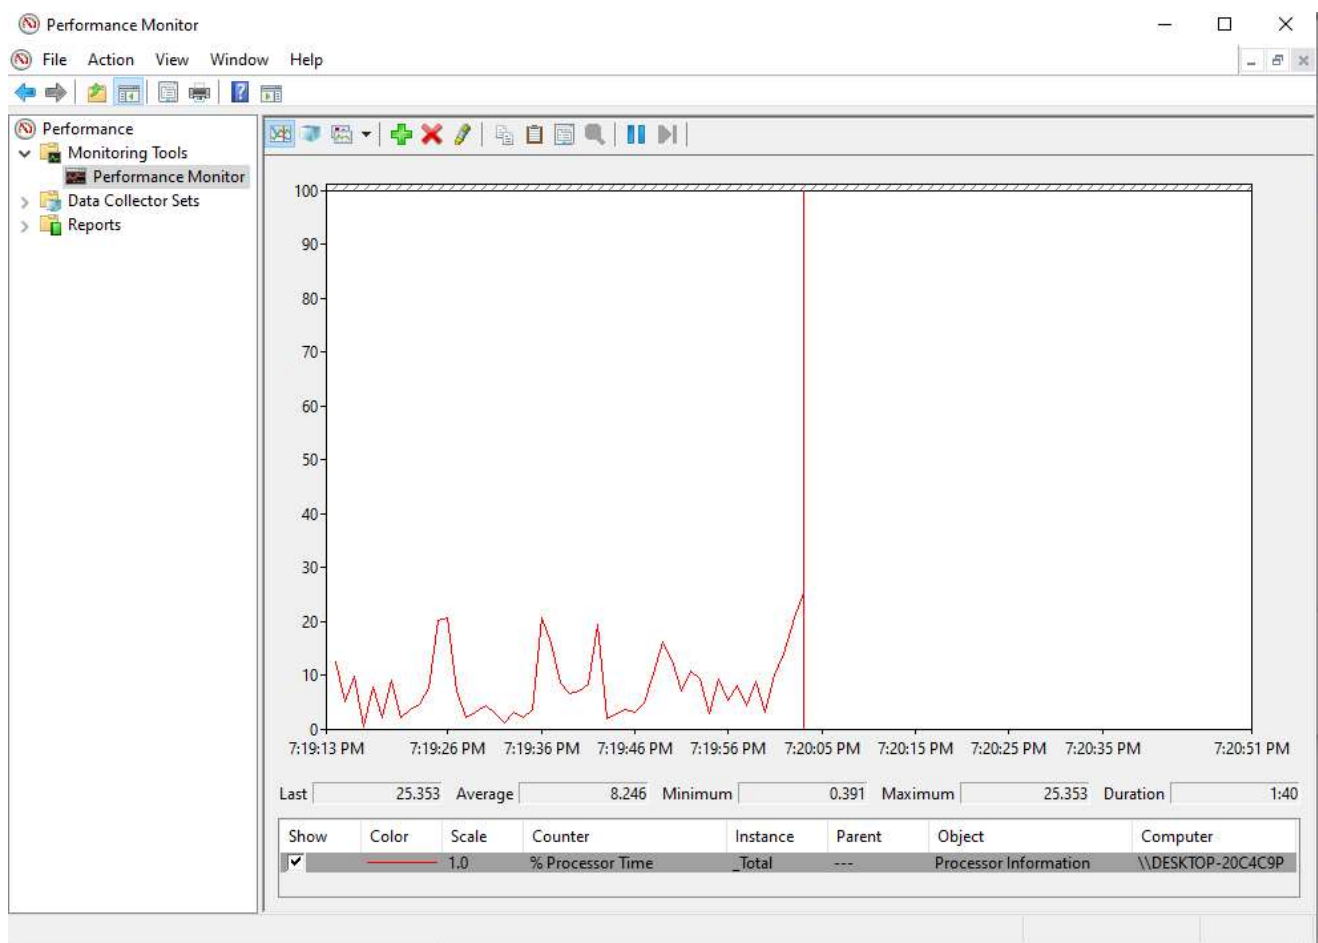 Performance Monitor
File Action View Window Help
Performance
Monitoring Tools
Performance Monitor
Data Collector Sets
Reports
100
90
80
70
60
50
40
30
20
10
0
7:19:13 PM 7:19:26 PM 7:19:36 PM 7:19:46 PM 7:19:56 PM 7:20:05 PM 7:20:15 PM 7:20:25 PM 7:20:35 PM 7:20:51 PM
Last 25.353 Average 8.246 Minimum 0.391 Maximum 25.353 Duration 1:40
Show Color Scale Counter Instance Parent Object Computer
1.0 % Processor Time _Total --- Processor Information \\DESKTOP-20C4C9P